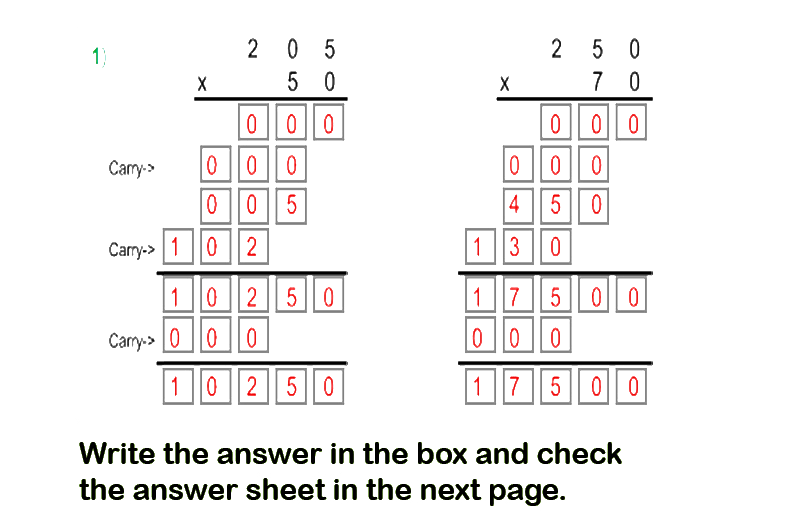 1) 2 0 5 2 5 0
x 5 0 x 7 0
0 0 0 0 0 0
Carry-> 0 0 0 0 0 0
0 0 5 4 5 0
Carry-> 1 0 2 1 3 0
1 0 2 5 0 1 7 5 0 0
Carry-> 0 0 0 0 0 0
1 0 2 5 0 1 7 5 0 0
Write the answer in the box and check
the answer sheet in the next page.